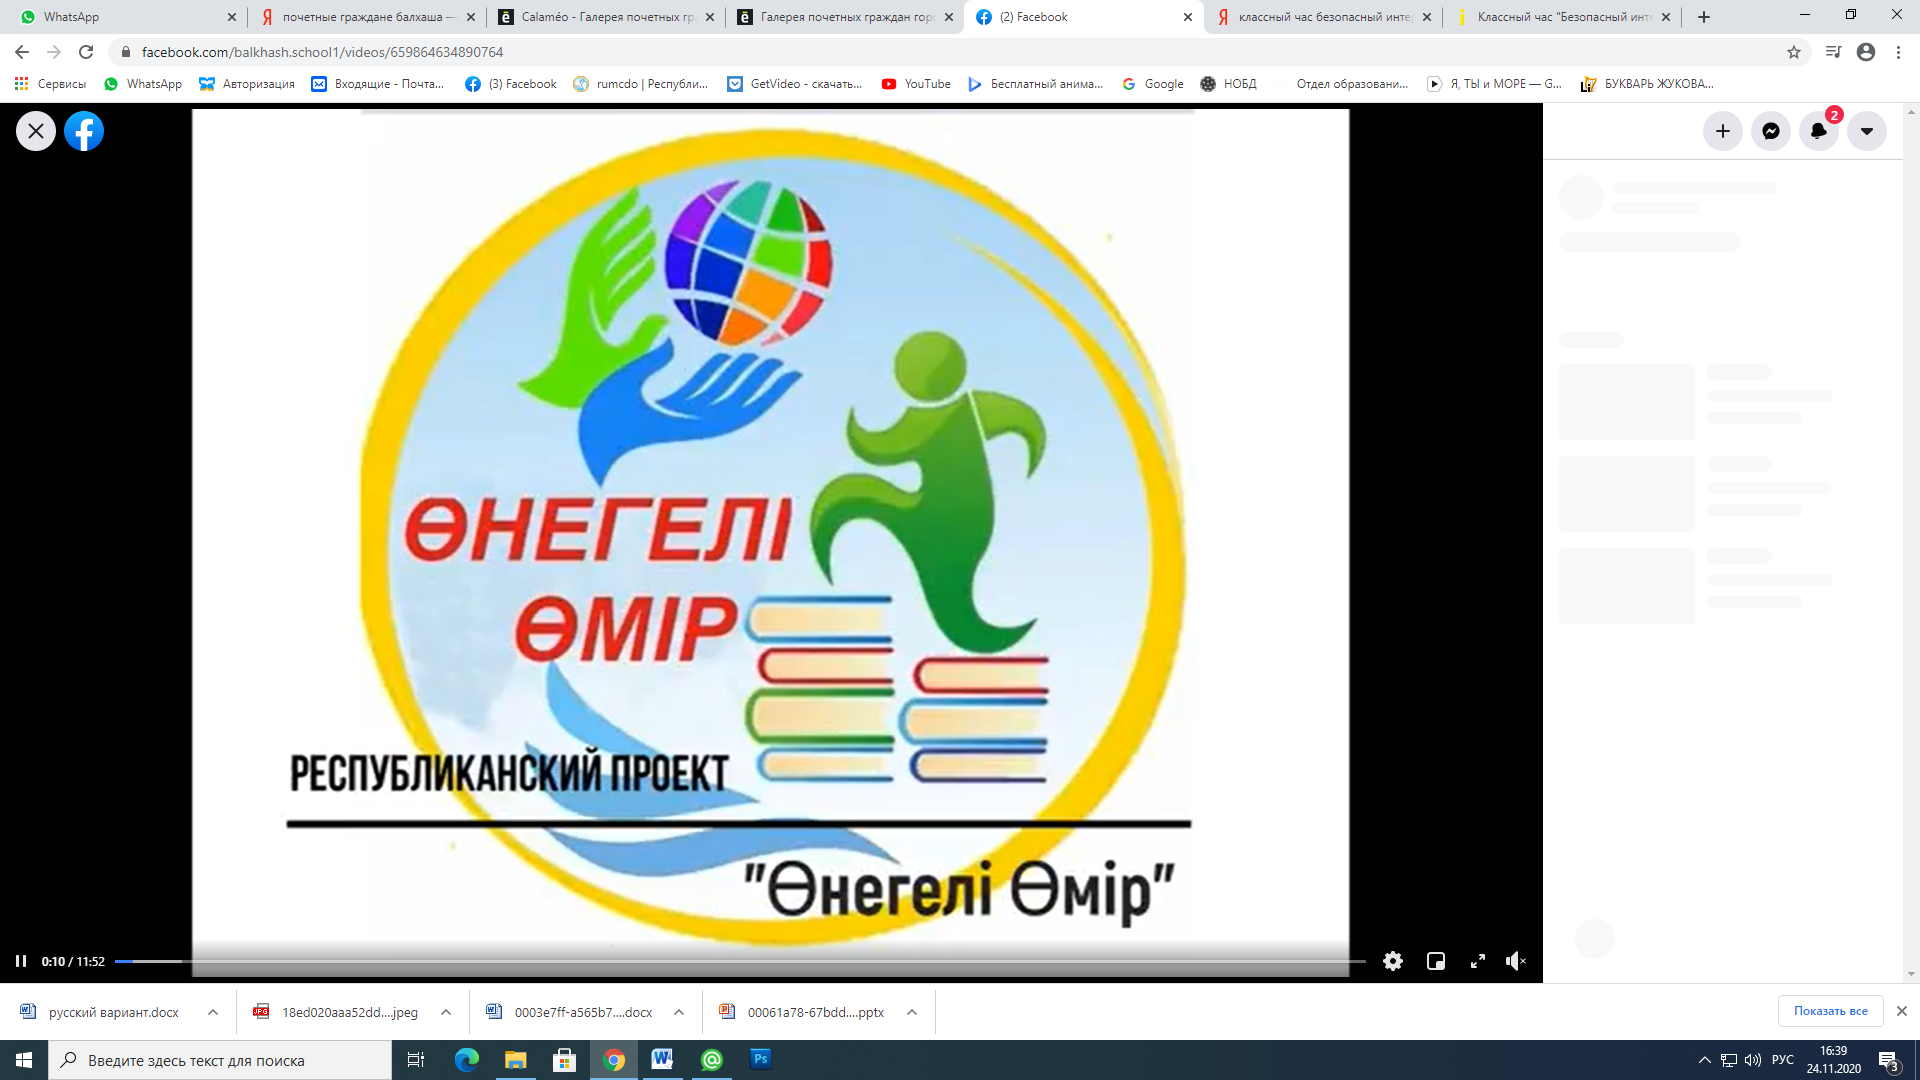 WhatsApp
почетные граждане балхаша —
Calaméo - Галерея почетных гра
Галерея почетных граждан горо
(2) Facebook
классный час безопасный интер
Классный час "Безопасный инте
facebook.com/balkhash.school1/videos/659864634890764
Сервисы WhatsApp Авторизация Входящие - Почта... (3) Facebook rumcdo | Республи... GetVideo - скачать... YouTube Бесплатный анима... Google НОБД Отдел образовани... Я, ТЫ и МОРЕ — G... БУКВАРЬ ЖУКОВА...
2
ӨНЕГЕЛІ
ӨМІР
РЕСПУБЛИКАНСКИЙ ПРОЕКТ
"Өнегелі Өмір"
0:10 / 11:52
русский вариант.docx 18ed020aaa52dd....jpeg 0003e7ff-a565b7....docx 00061a78-67bdd....pptx Показать все
Введите здесь текст для поиска
РУС
16:39
24.11.2020
3